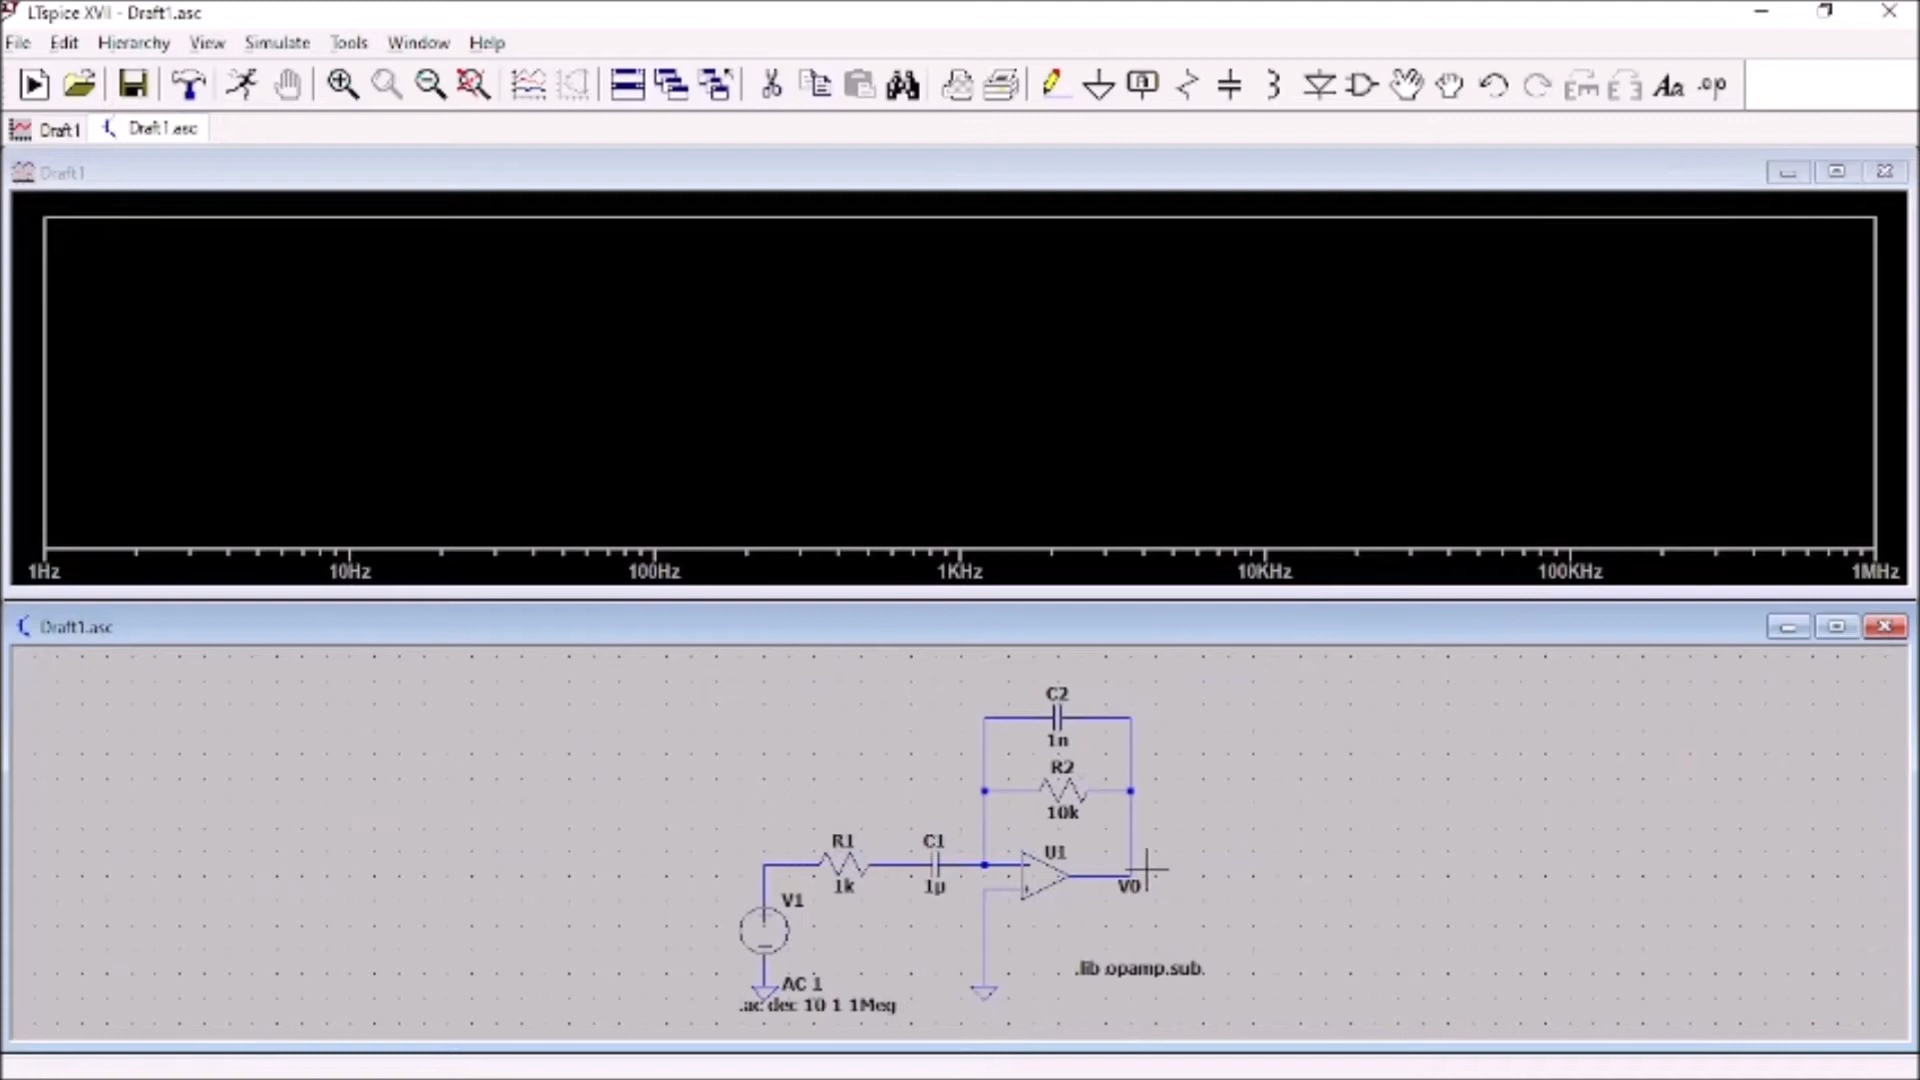 LTspice XVII - Draft1.asc
File Edit Hierarchy View Simulate Tools Window Help
Aa .op
Draft1 Draft1.asc
Draft1
1Hz 10Hz 100Hz 1KHz 10KHz 100KHz 1MHz
Draft1.asc
C2
1n
R2
10k
R1 C1 U1
1k 1µ V0
V1
.lib opamp.sub
AC 1
.ac dec 10 1 1Meg